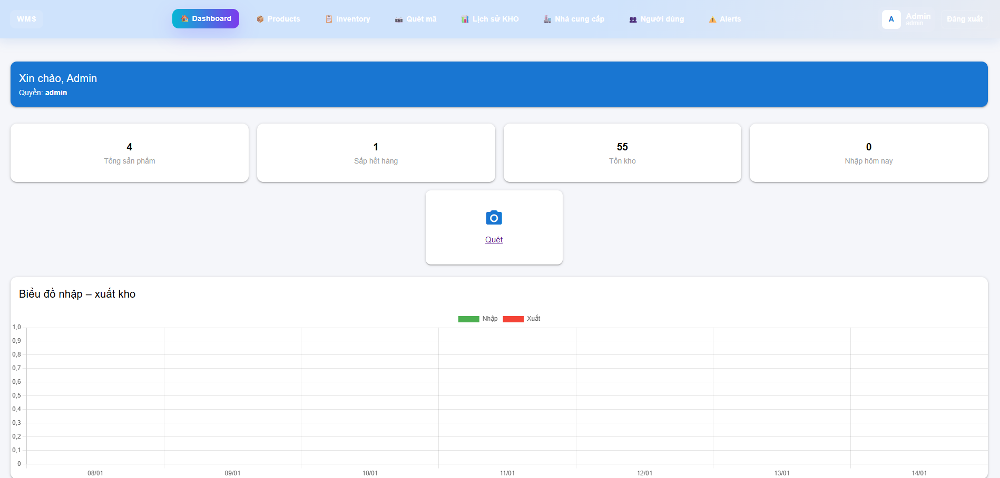 WMS
Dashboard
Products
Inventory
Quét mã
Lịch sử KHO
Nhà cung cấp
Người dùng
Alerts
A
Admin
admin
Đăng xuất
Xin chào, Admin
Quyền: admin
4
Tổng sản phẩm
1
Sắp hết hàng
55
Tồn kho
0
Nhập hôm nay
Quét
Biểu đồ nhập – xuất kho
Nhập
Xuất
1,0
0,9
0,8
0,7
0,6
0,5
0,4
0,3
0,2
0,1
0
08/01
09/01
10/01
11/01
12/01
13/01
14/01